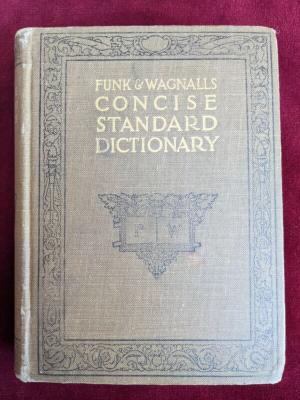 FUNK & WAGNALLS
CONCISE
STANDARD
DICTIONARY
F W